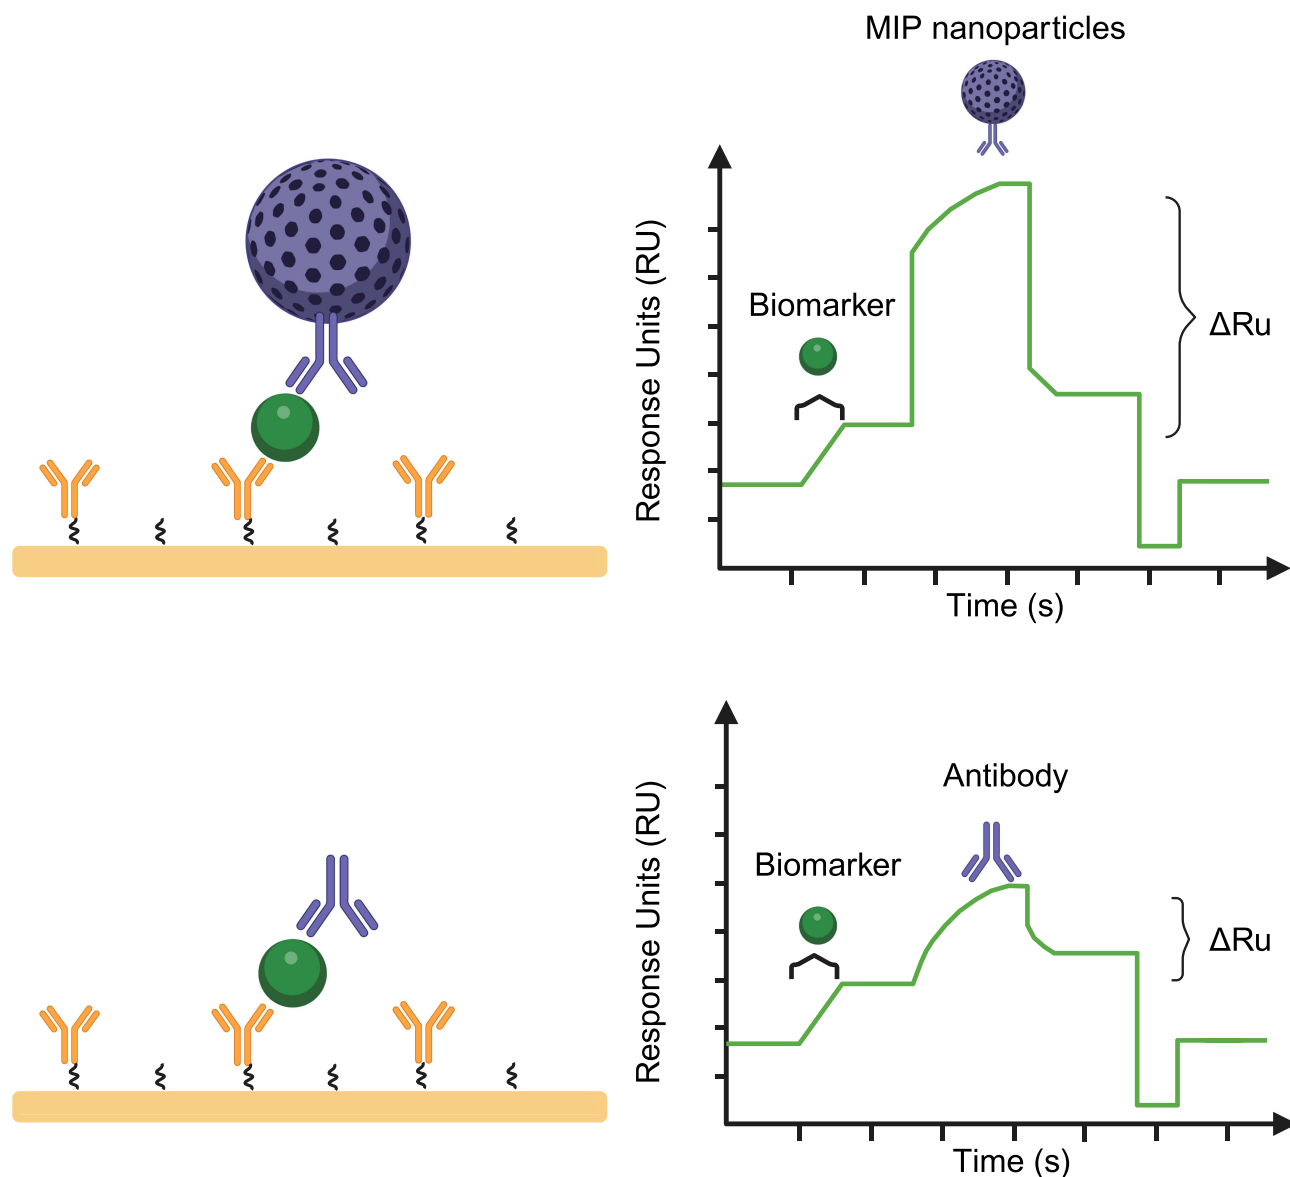 MIP nanoparticles
Response Units (RU)
Biomarker
ΔRu
Time (s)
Antibody
Response Units (RU)
Biomarker
ΔRu
Time (s)